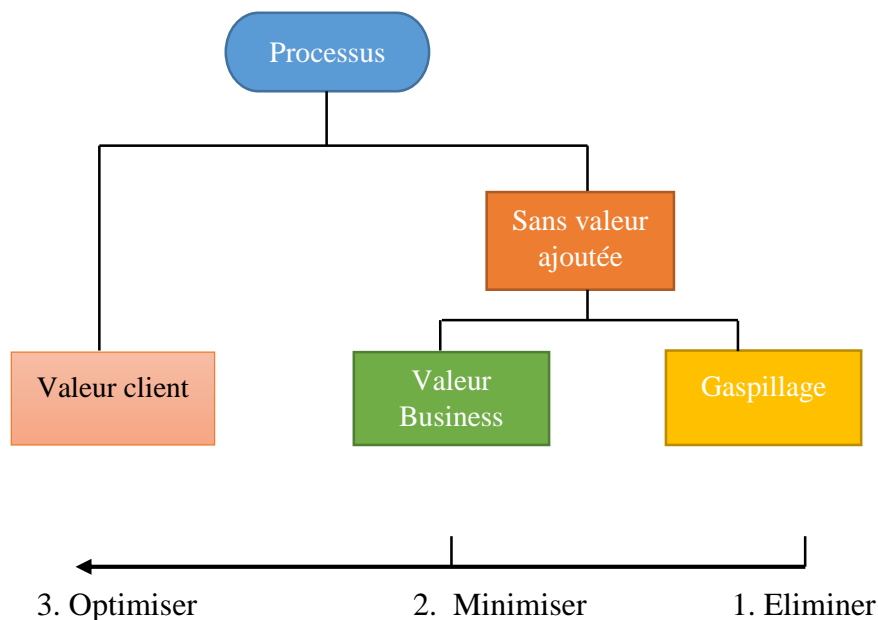 Processus
Sans valeur
ajoutée
Valeur client
Valeur
Business
Gaspillage
3. Optimiser
2. Minimiser
1. Eliminer